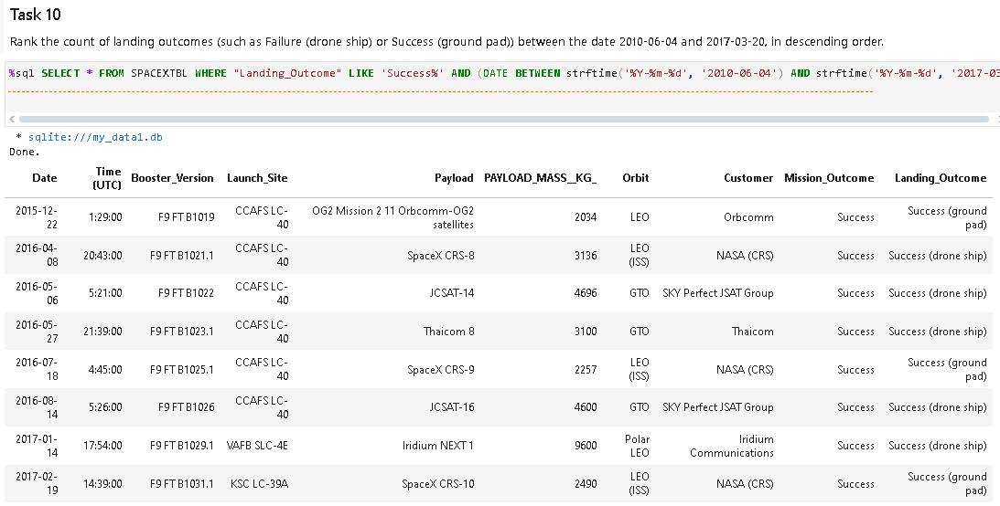 Task 10
Rank the count of landing outcomes (such as Failure (drone ship) or Success (ground pad)) between the date 2010-06-04 and 2017-03-20, in descending order.
%sql SELECT * FROM SPACEXTBL WHERE "Landing_Outcome" LIKE 'Success%' AND (DATE BETWEEN strftime('%Y-%m-%d', '2010-06-04') AND strftime('%Y-%m-%d', '2017-03
* sqlite:///my_data1.db
Done.
Date Time (UTC) Booster_Version Launch_Site Payload PAYLOAD_MASS__KG_ Orbit Customer Mission_Outcome Landing_Outcome
2015-12-22 1:29:00 F9 FT B1019 CCAFS LC-40 OG2 Mission 2 11 Orbcomm-OG2 satellites 2034 LEO Orbcomm Success Success (ground pad)
2016-04-08 20:43:00 F9 FT B1021.1 CCAFS LC-40 SpaceX CRS-8 3136 LEO (ISS) NASA (CRS) Success Success (drone ship)
2016-05-06 5:21:00 F9 FT B1022 CCAFS LC-40 JCSAT-14 4696 GTO SKY Perfect JSAT Group Success Success (drone ship)
2016-05-27 21:39:00 F9 FT B1023.1 CCAFS LC-40 Thaicom 8 3100 GTO Thaicom Success Success (drone ship)
2016-07-18 4:45:00 F9 FT B1025.1 CCAFS LC-40 SpaceX CRS-9 2257 LEO (ISS) NASA (CRS) Success Success (ground pad)
2016-08-14 5:26:00 F9 FT B1026 CCAFS LC-40 JCSAT-16 4600 GTO SKY Perfect JSAT Group Success Success (drone ship)
2017-01-14 17:54:00 F9 FT B1029.1 VAFB SLC-4E Iridium NEXT 1 9600 Polar LEO Iridium Communications Success Success (drone ship)
2017-02-19 14:39:00 F9 FT B1031.1 KSC LC-39A SpaceX CRS-10 2490 LEO (ISS) NASA (CRS) Success Success (ground pad)